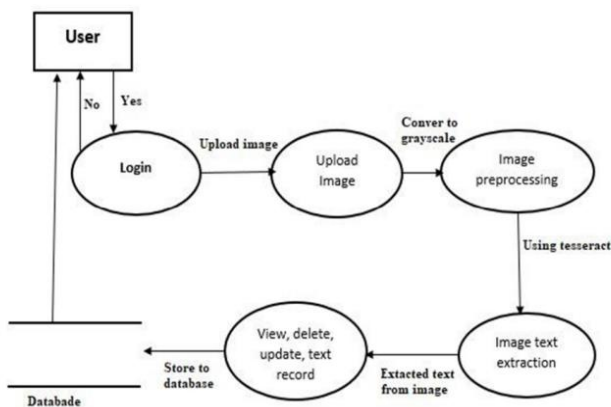 User
No
Yes
Login
Upload image
Upload
Image
Conver to
grayscale
Image
preprocessing
Using tesseract
Image text
extraction
Extacted text
from image
View, delete,
update, text
record
Store to
database
Databade